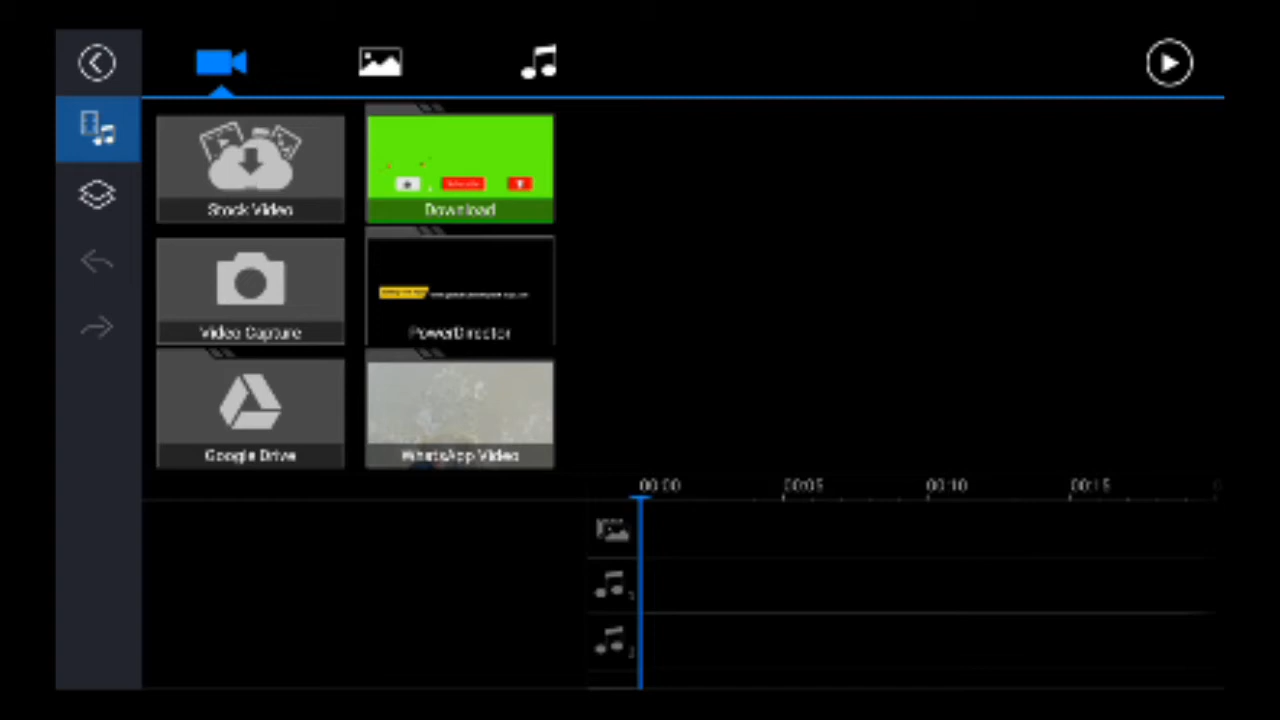 Stock Video
Download
Video Capture
PowerDirector
Google Drive
WhatsApp Video
00:00
00:05
00:10
00:15